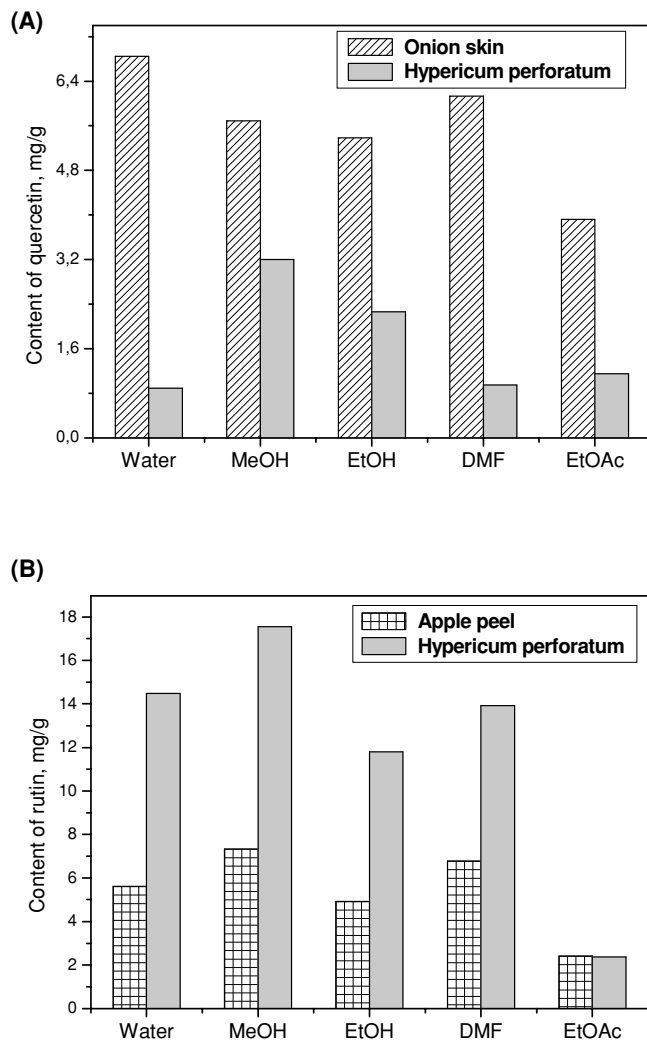 (A)
Onion skin
Hypericum perforatum
Content of quercetin, mg/g
6,4
4,8
3,2
1,6
0,0
Water MeOH EtOH DMF EtOAc
(B)
Apple peel
Hypericum perforatum
Content of rutin, mg/g
18
16
14
12
10
8
6
4
2
0
Water MeOH EtOH DMF EtOAc